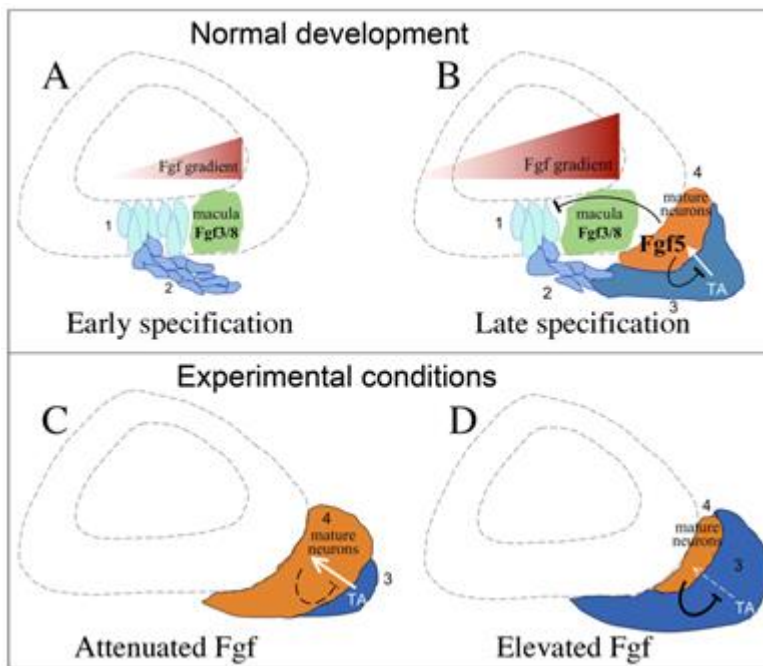 Normal development
A
Fgf gradient
1
macula
Fgf3/8
2
Early specification
B
Fgf gradient
4
1
macula
Fgf3/8
mature
neurons
Fgf5
TA
2
3
Late specification
Experimental conditions
C
4
mature
neurons
3
TA
Attenuated Fgf
D
4
mature
neurons
3
TA
Elevated Fgf